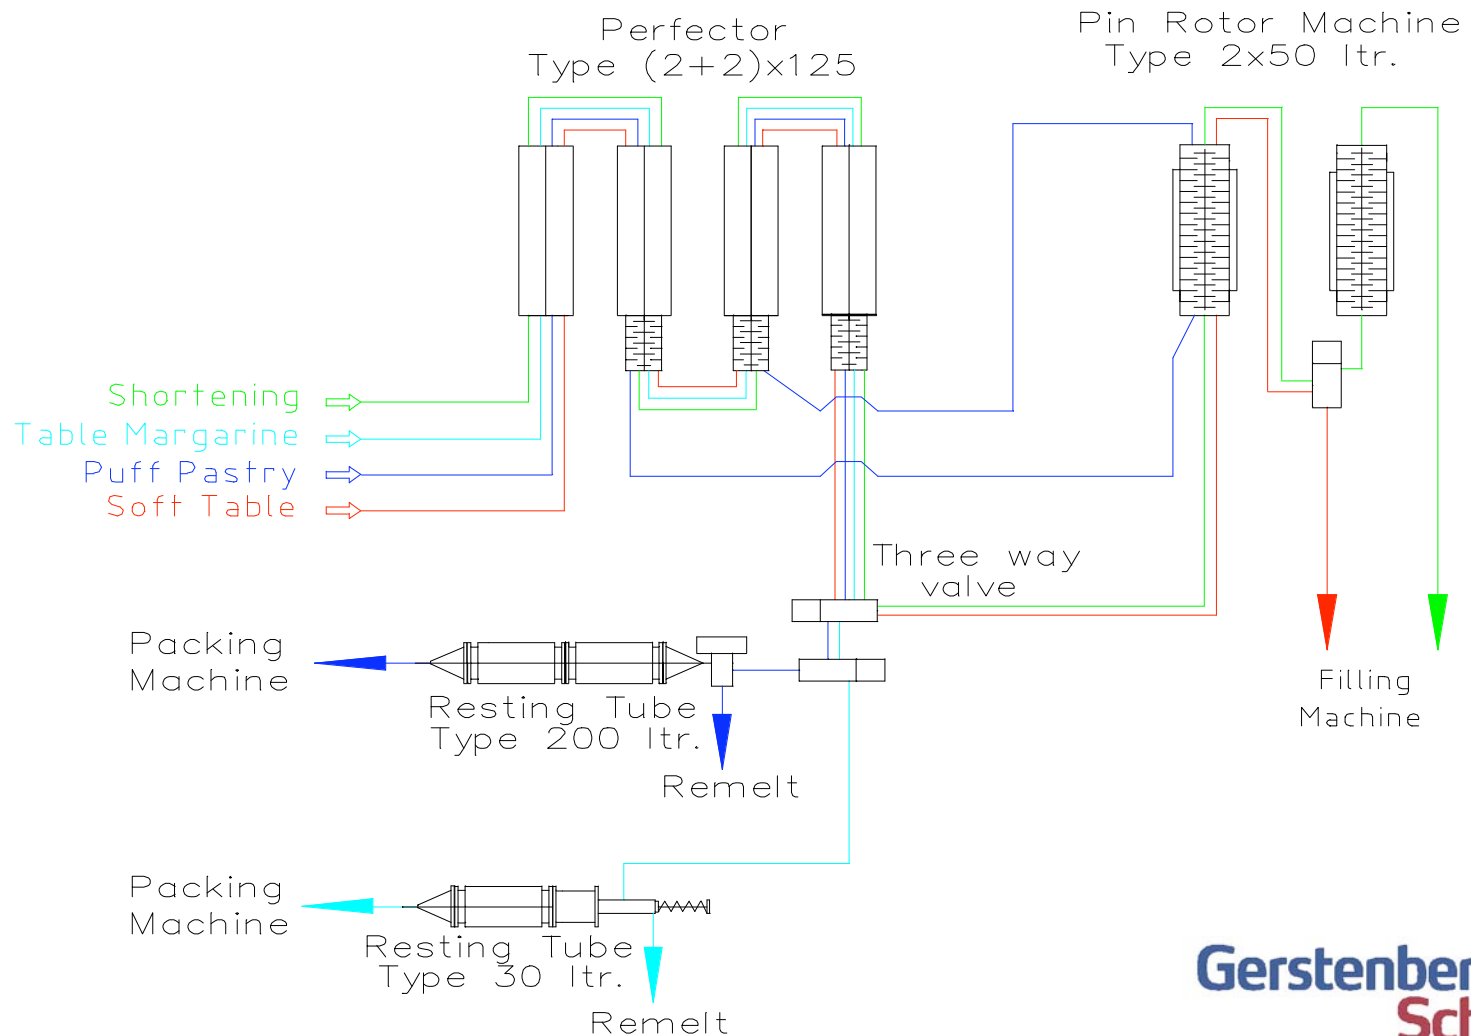 Perfector
Type (2+2)x125
Pin Rotor Machine
Type 2x50 ltr.
Shortening
Table Margarine
Puff Pastry
Soft Table
Three way
valve
Packing
Machine
Resting Tube
Type 200 ltr.
Remelt
Filling
Machine
Packing
Machine
Resting Tube
Type 30 ltr.
Remelt
Gerstenber
Sch